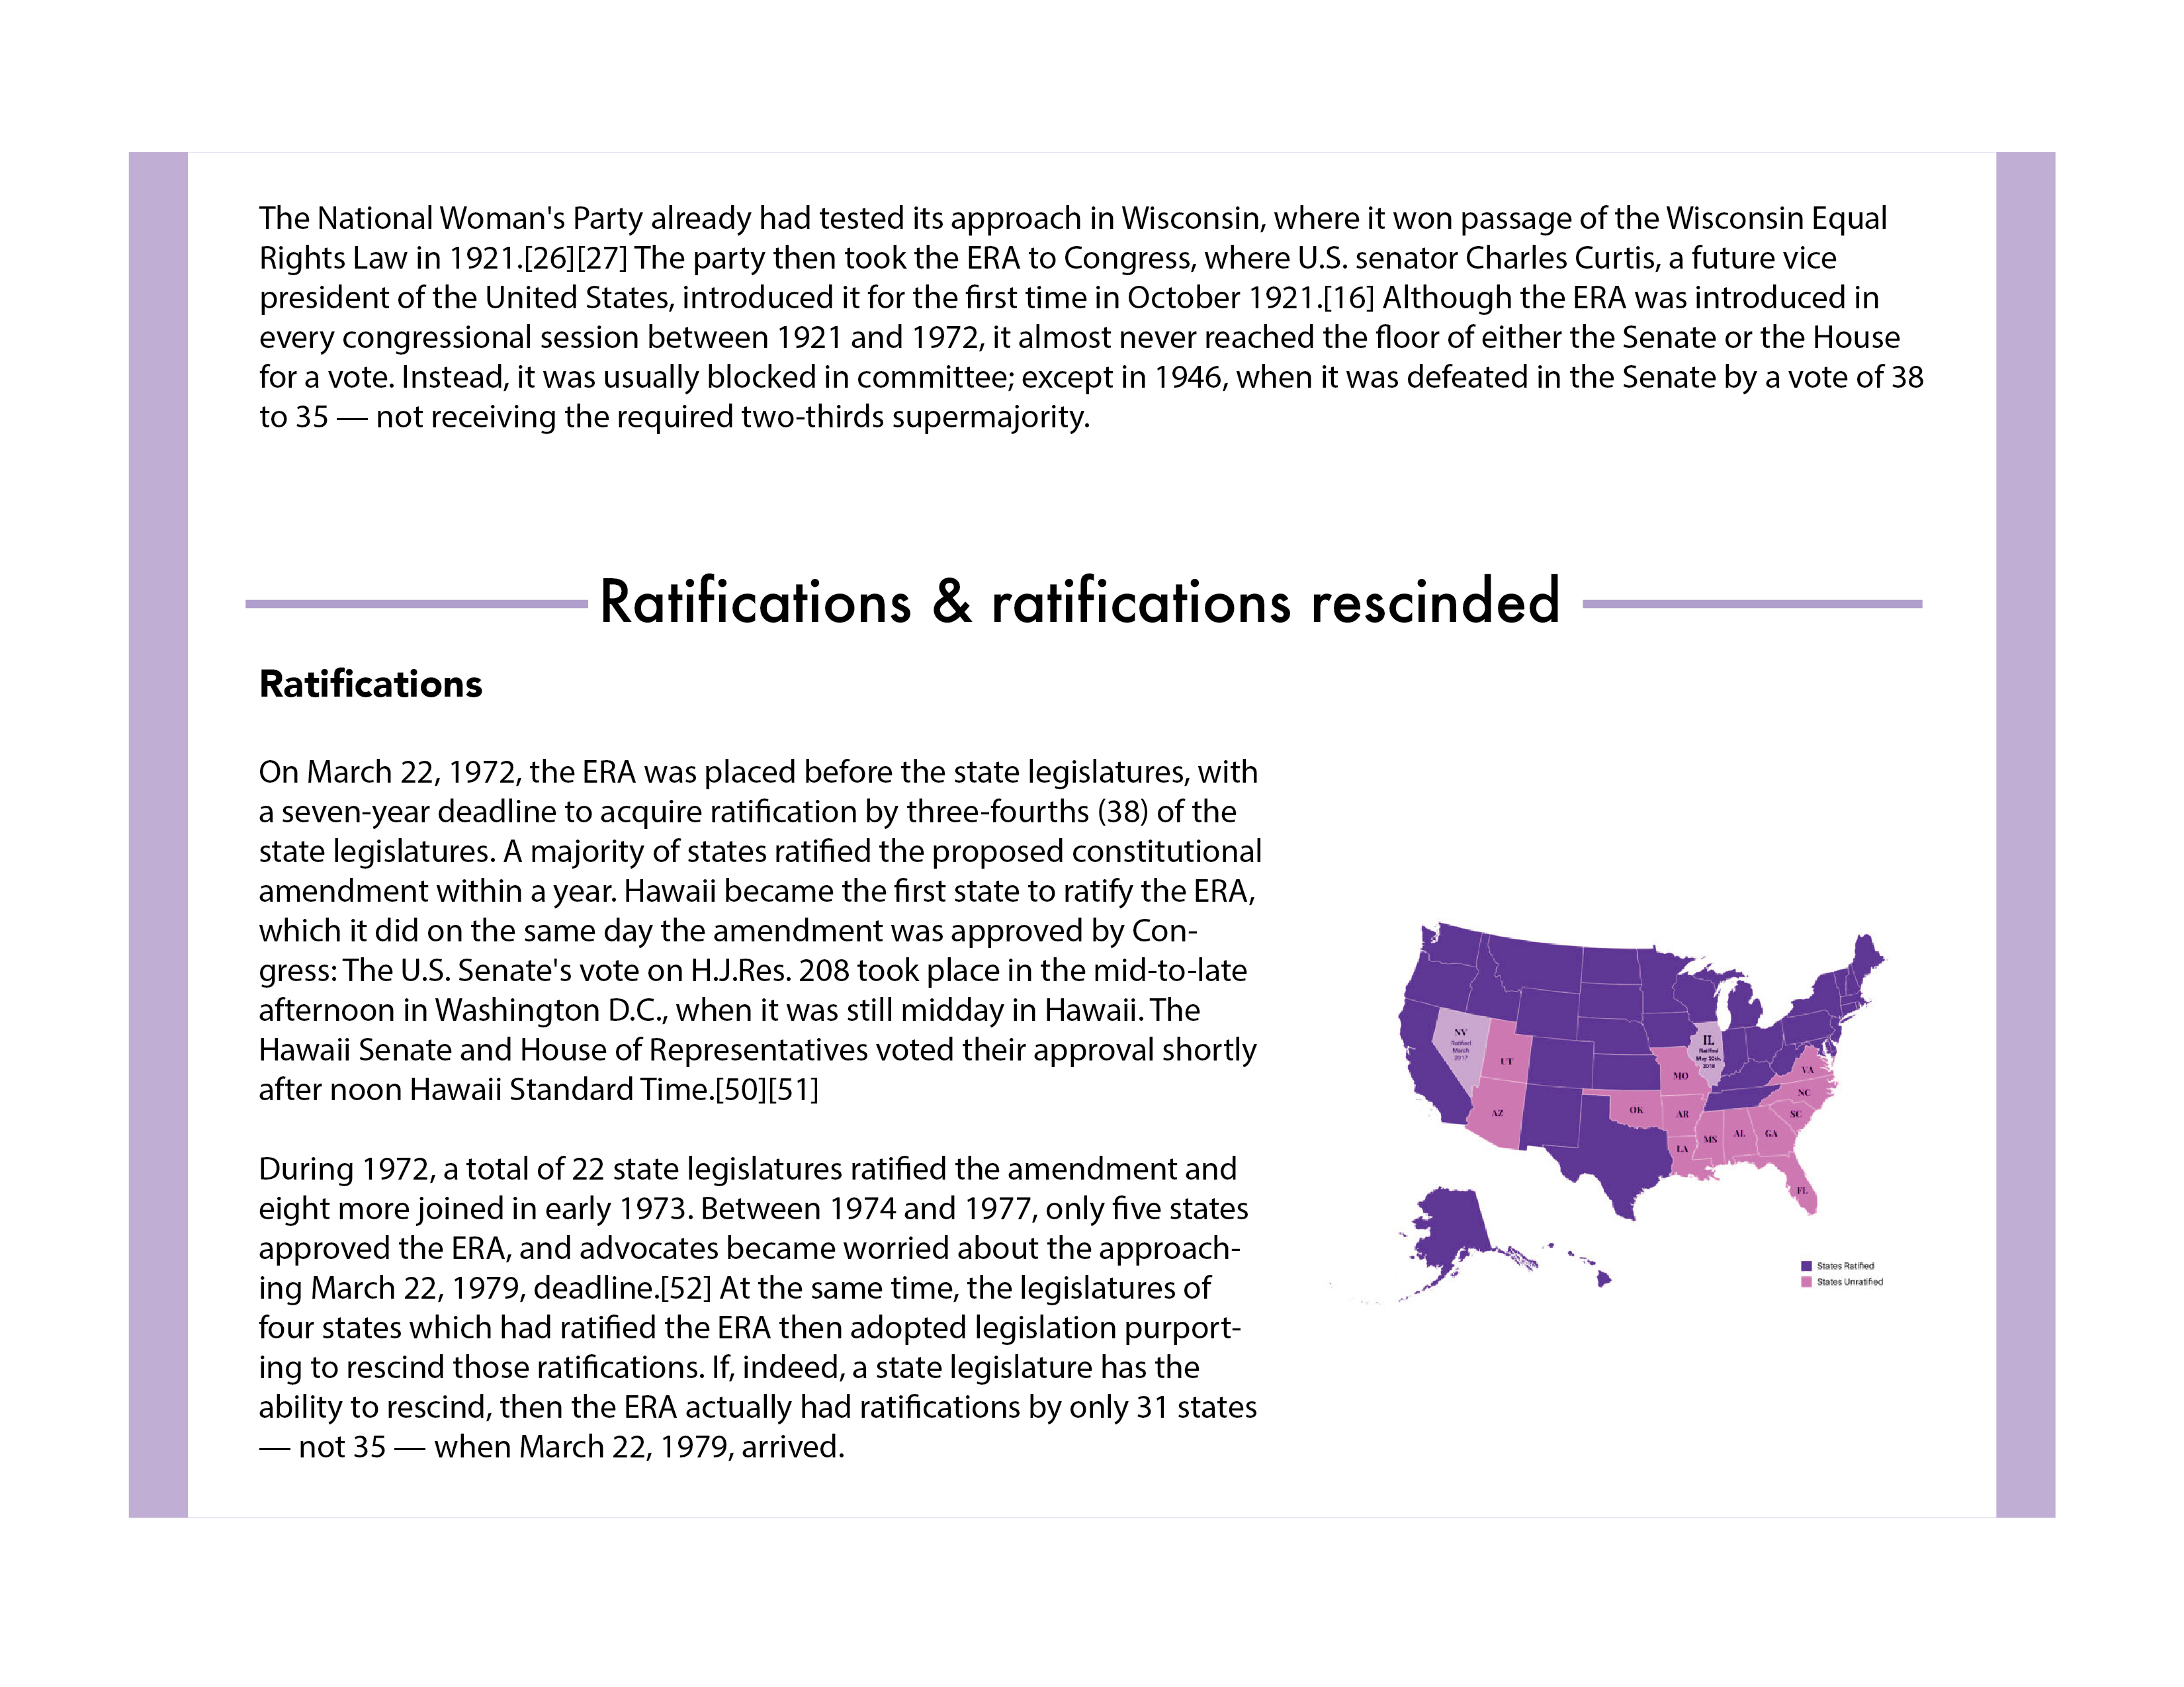 The National Woman's Party already had tested its approach in Wisconsin, where it won passage of the Wisconsin Equal
Rights Law in 1921.[26][27] The party then took the ERA to Congress, where U.S. senator Charles Curtis, a future vice
president of the United States, introduced it for the first time in October 1921.[16] Although the ERA was introduced in
every congressional session between 1921 and 1972, it almost never reached the floor of either the Senate or the House
for a vote. Instead, it was usually blocked in committee; except in 1946, when it was defeated in the Senate by a vote of 38
to 35 — not receiving the required two-thirds supermajority.
Ratifications & ratifications rescinded
Ratifications
On March 22, 1972, the ERA was placed before the state legislatures, with
a seven-year deadline to acquire ratification by three-fourths (38) of the
state legislatures. A majority of states ratified the proposed constitutional
amendment within a year. Hawaii became the first state to ratify the ERA,
which it did on the same day the amendment was approved by Con-
gress: The U.S. Senate's vote on H.J.Res. 208 took place in the mid-to-late
afternoon in Washington D.C., when it was still midday in Hawaii. The
Hawaii Senate and House of Representatives voted their approval shortly
after noon Hawaii Standard Time.[50][51]
During 1972, a total of 22 state legislatures ratified the amendment and
eight more joined in early 1973. Between 1974 and 1977, only five states
approved the ERA, and advocates became worried about the approach-
ing March 22, 1979, deadline.[52] At the same time, the legislatures of
four states which had ratified the ERA then adopted legislation purport-
ing to rescind those ratifications. If, indeed, a state legislature has the
ability to rescind, then the ERA actually had ratifications by only 31 states
— not 35 — when March 22, 1979, arrived.
NV
Ratified
March
2017
UT
AZ
IL
Ratified
May 30th,
2018
MO
OK
AR
LA
MS
AL
GA
FL
SC
NC
VA
States Ratified
States Unratified